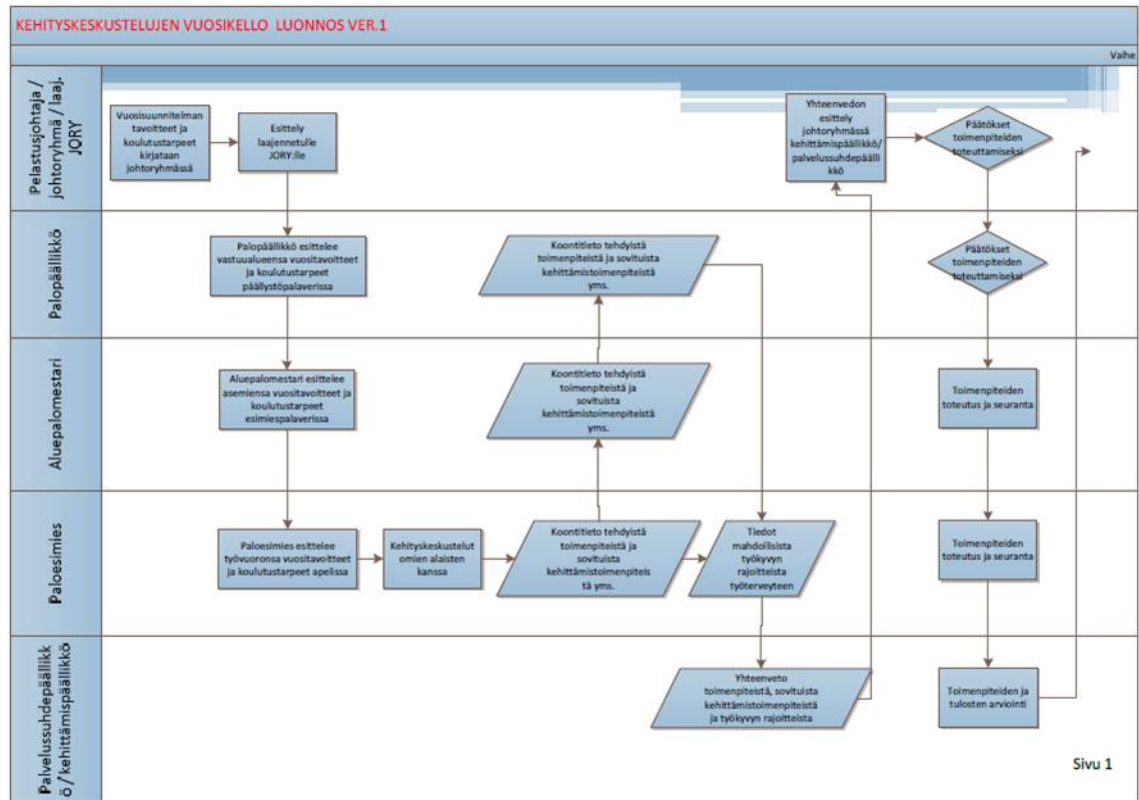 KEHITYSKESKUSTELUJEN VUOSIKELLO LUONNOS VER.1
Vaihe
Pelastusjohtaja /
johtoryhmä / laaj.
JORY
Vuosisuunnitelman
tavoitteet ja
koulutustarpeet
kirjataan
johtoryhmässä
Esittely
laajennetulle
JORY:lle
Yhteenvedon
esittely
johtoryhmässä
kehittämispäällikkö/
palvelussuhdepäälli
kkö
Päätökset
toimenpiteiden
toteuttamiseksi
Palopäällikkö
Palopäällikkö esittelee
vastuualueensa vuositavoitteet
ja koulutustarpeet
päällystöpalaverissa
Koontitieto tehdyistä
toimenpiteistä ja sovituista
kehittämistoimenpiteistä
yms.
Päätökset
toimenpiteiden
toteuttamiseksi
Aluepalomestari
Aluepalomestari esittelee
asemiensa vuositavoitteet ja
koulutustarpeet
esimiespalaverissa
Koontitieto tehdyistä
toimenpiteistä ja
sovituista
kehittämistoimenpiteistä
yms.
Toimenpiteiden
toteutus ja seuranta
Paloesimies
Paloesimies esittelee
työvuoronsa vuositavoitteet
ja koulutustarpeet apelissa
Kehityskeskustelut
omien alaisten
kanssa
Koontitieto tehdyistä
toimenpiteistä ja
sovituista
kehittämistoimenpiteis
tä yms.
Tiedot
mahdollisista
työkyvyn
rajoitteista
työterveyteen
Toimenpiteiden
toteutus ja seuranta
Palvelussuhdepäällikk
ö / kehittämispäällikkö
Yhteenveto
toimenpiteistä, sovituista
kehittämistoimenpiteistä
ja työkyvyn rajoitteista
Toimenpiteiden ja
tulosten arviointi
Sivu 1